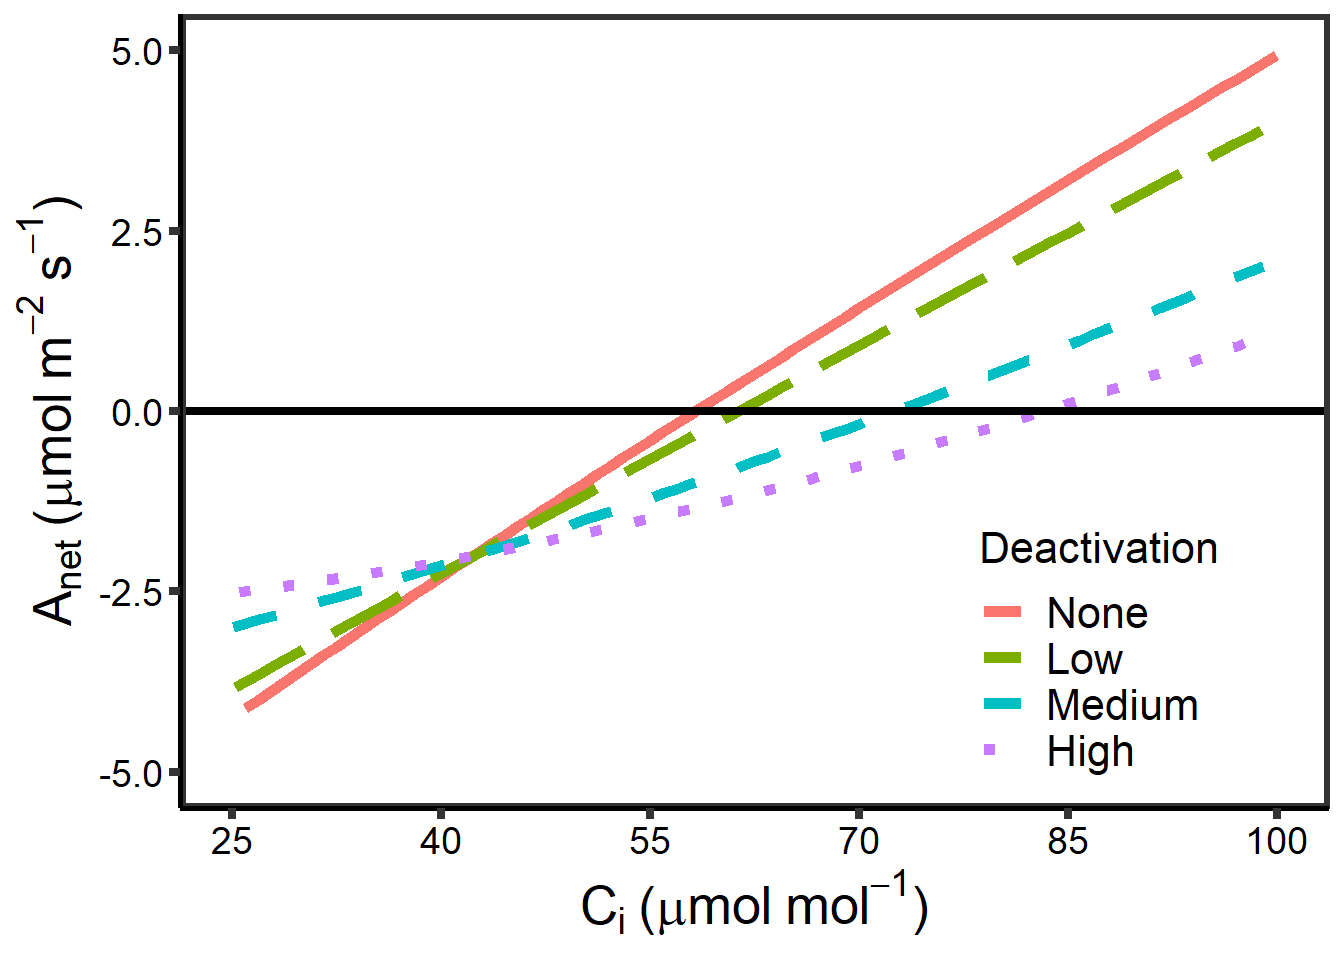 5.0
2.5
0.0
-2.5
-5.0
A_net (μmol m⁻² s⁻¹)
Deactivation
None
Low
Medium
High
25 40 55 70 85 100
C_i (μmol mol⁻¹)